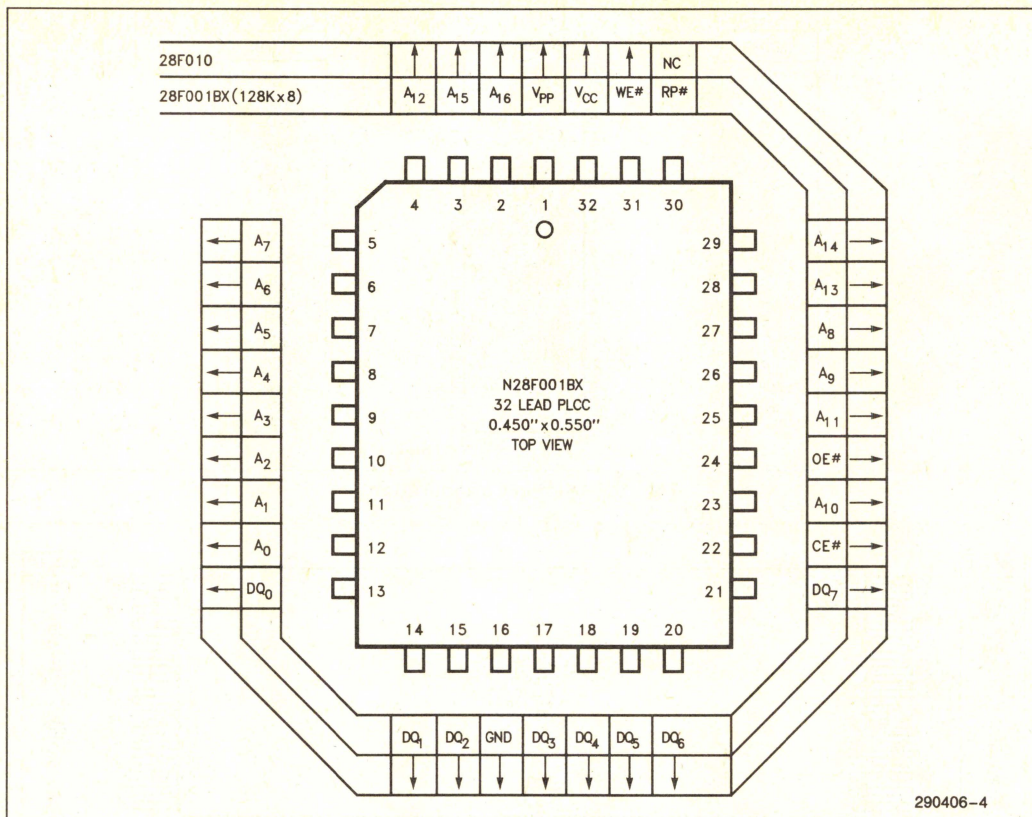 28F010 NC
28F001BX(128Kx8) A12 A15 A16 VPP VCC WE# RP#
4 3 2 1 32 31 30
A7 5 29 A14
A6 6 28 A13
A5 7 27 A8
A4 8 26 A9
A3 9 25 A11
A2 10 24 OE#
A1 11 23 A10
A0 12 22 CE#
DQ0 13 21 DQ7
N28F001BX
32 LEAD PLCC
0.450"x0.550"
TOP VIEW
14 15 16 17 18 19 20
DQ1 DQ2 GND DQ3 DQ4 DQ5 DQ6
290406-4